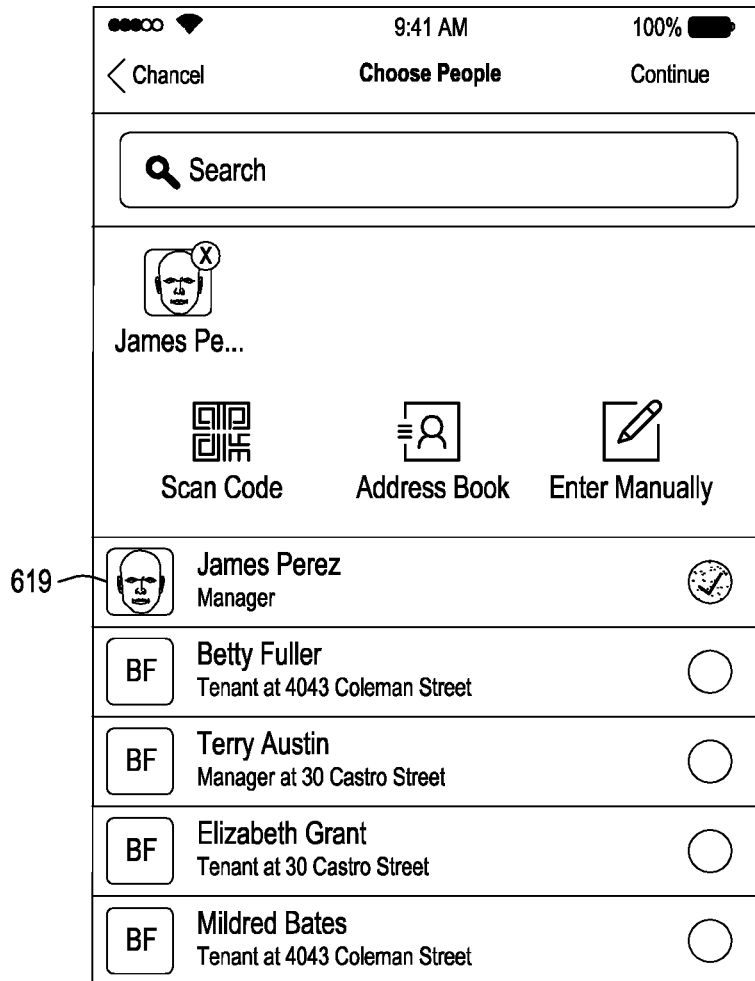 9:41 AM 100%
Chancel Choose People Continue
Search
X
James Pe...
Scan Code Address Book Enter Manually
619
James Perez
Manager
BF
Betty Fuller
Tenant at 4043 Coleman Street
BF
Terry Austin
Manager at 30 Castro Street
BF
Elizabeth Grant
Tenant at 30 Castro Street
BF
Mildred Bates
Tenant at 4043 Coleman Street